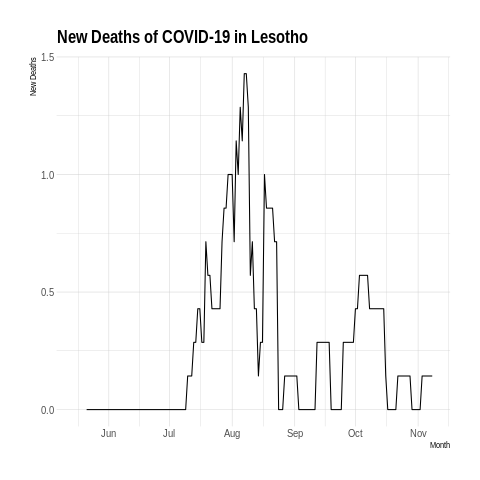 New Deaths of COVID-19 in Lesotho
New Deaths
1.5
1.0
0.5
0.0
Jun Jul Aug Sep Oct Nov
Month